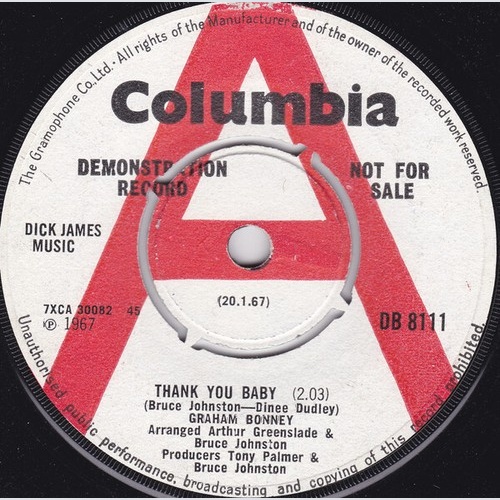 The Gramophone Co. Ltd. · All rights of the Manufacturer and of the owner of the recorded work reserved.
Columbia
DEMONSTRATION
RECORD
NOT FOR
SALE
DICK JAMES
MUSIC
(20.1.67)
7XCA 30082 45
℗ 1967
DB 8111
THANK YOU BABY (2.03)
(Bruce Johnston—Dinee Dudley)
GRAHAM BONNEY
Arranged Arthur Greenslade &
Bruce Johnston
Producers Tony Palmer &
Bruce Johnston
Unauthorised public performance, broadcasting and copying of this record prohibited
A